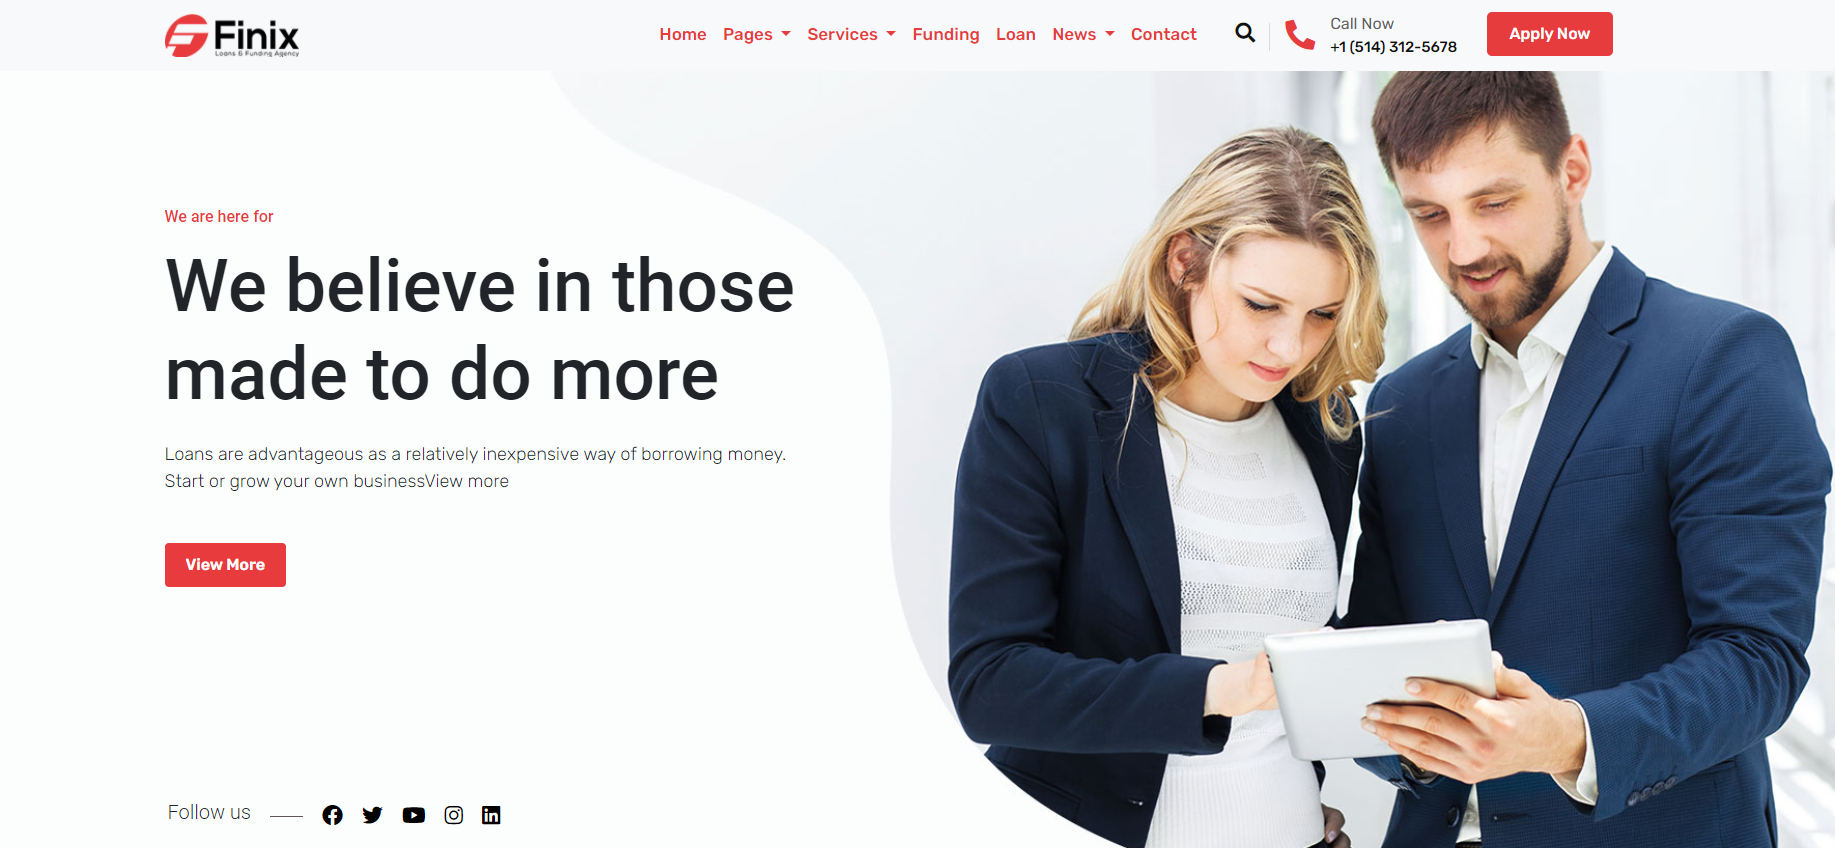 Finix
Loans & Funding Agency
Home Pages Services Funding Loan News Contact
Call Now
+1 (514) 312-5678
Apply Now
We are here for
We believe in those
made to do more
Loans are advantageous as a relatively inexpensive way of borrowing money.
Start or grow your own businessView more
View More
Follow us